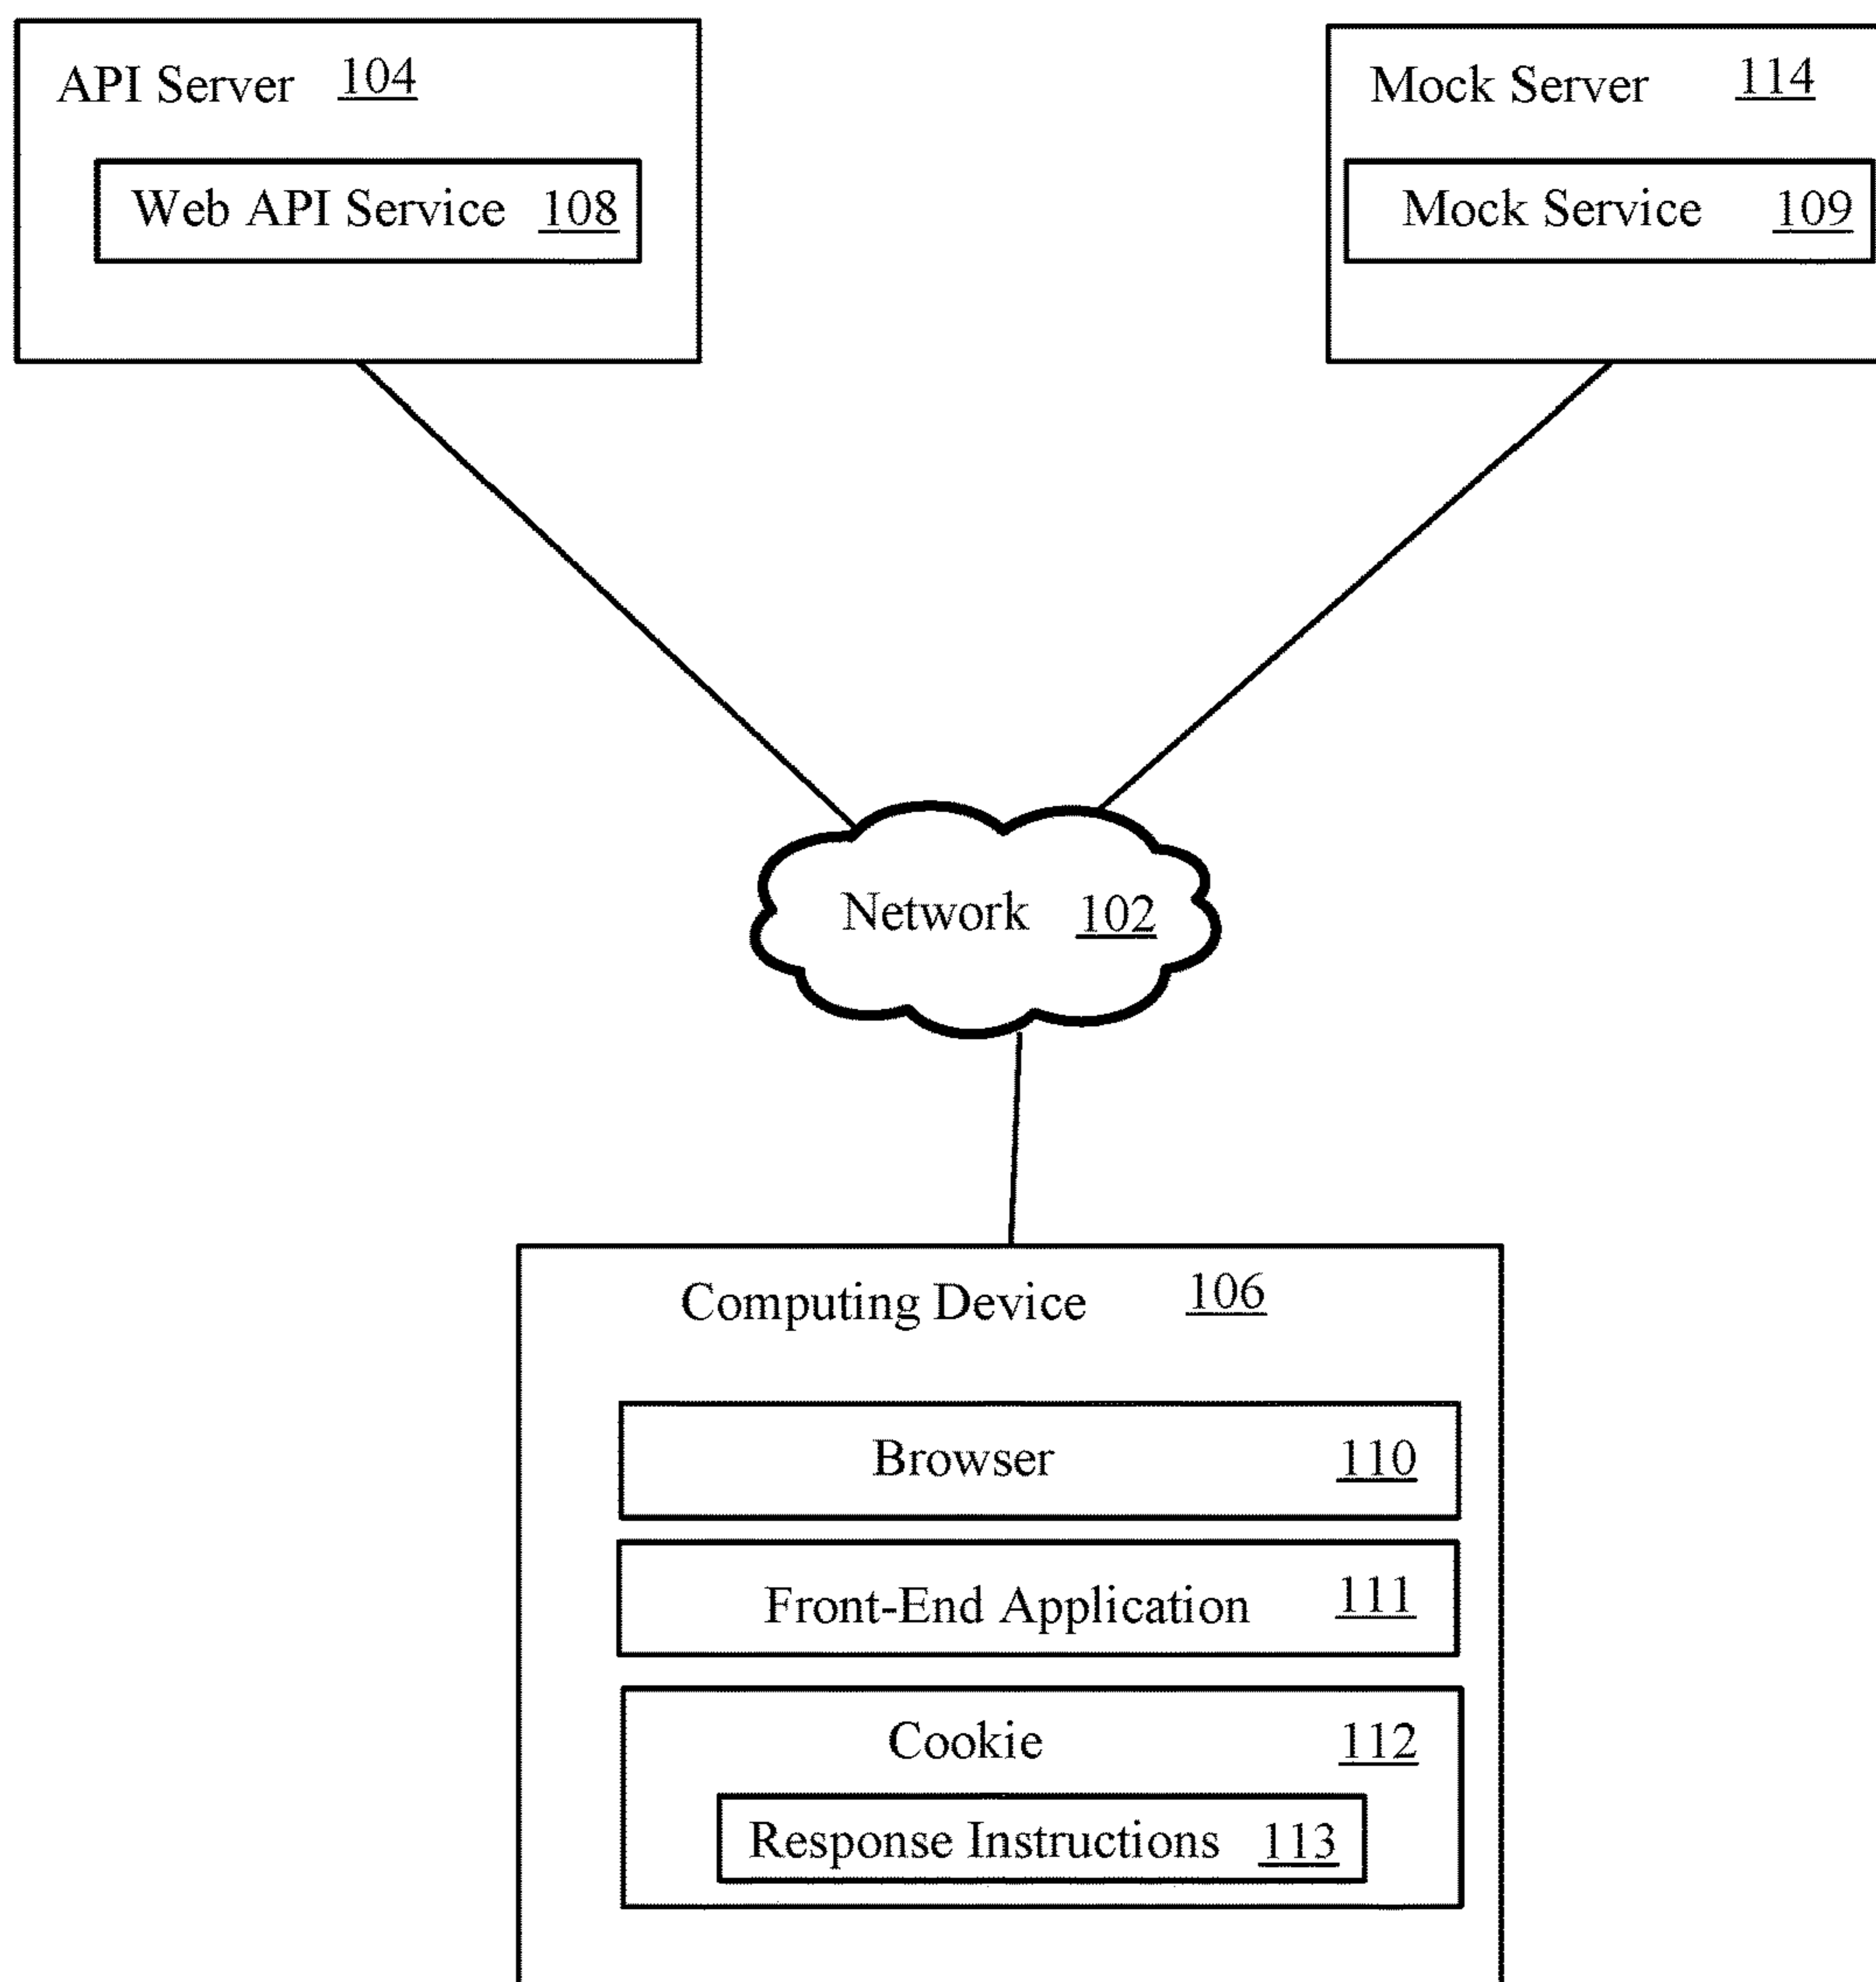 API Server 104
Web API Service 108
Mock Server 114
Mock Service 109
Network 102
Computing Device 106
Browser 110
Front-End Application 111
Cookie 112
Response Instructions 113